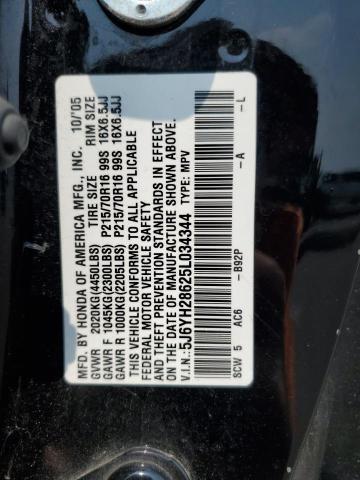 MFD. BY HONDA OF AMERICA MFG., INC. 10/'05
GVWR 2020KG(4450LBS) TIRE SIZE RIM SIZE
GAWR F 1045KG(2300LBS) P215/70R16 99S 16X6.5JJ
GAWR R 1000KG(2205LBS) P215/70R16 99S 16X6.5JJ
THIS VEHICLE CONFORMS TO ALL APPLICABLE
FEDERAL MOTOR VEHICLE SAFETY
AND THEFT PREVENTION STANDARDS IN EFFECT
ON THE DATE OF MANUFACTURE SHOWN ABOVE.
V.I.N.: 5J6YH28625L034344 TYPE: MPV
-B92P -A -L
SCW 5 AC6